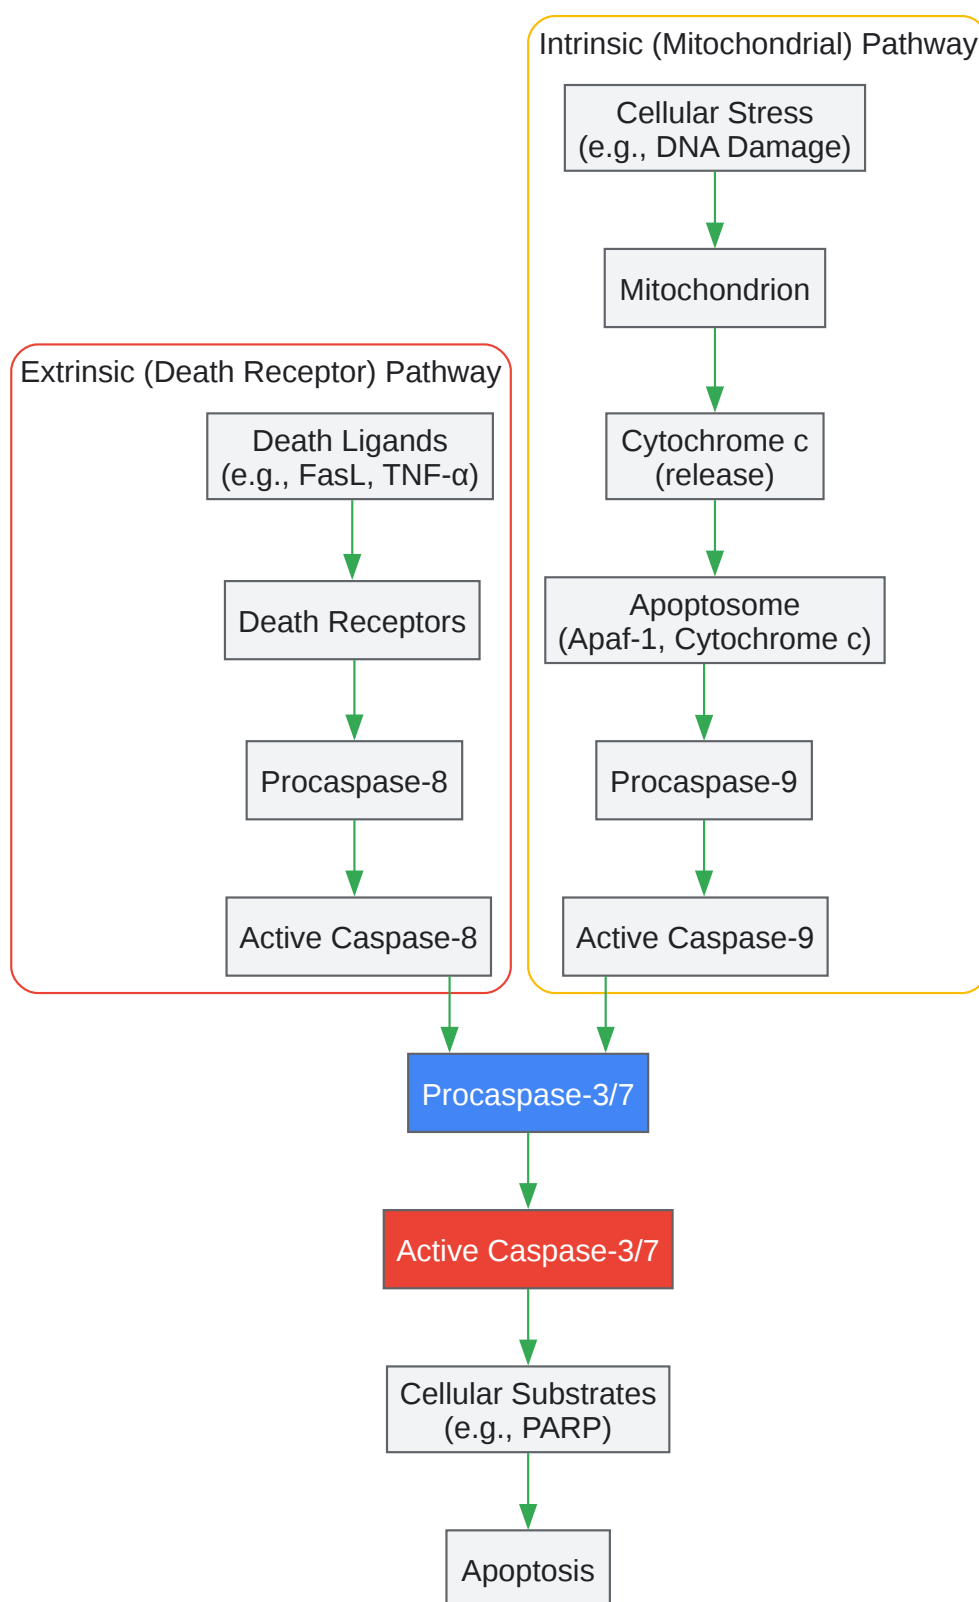 Intrinsic (Mitochondrial) Pathway
Cellular Stress
(e.g., DNA Damage)
Mitochondrion
Cytochrome c
(release)
Apoptosome
(Apaf-1, Cytochrome c)
Procaspase-9
Active Caspase-9
Extrinsic (Death Receptor) Pathway
Death Ligands
(e.g., FasL, TNF-α)
Death Receptors
Procaspase-8
Active Caspase-8
Procaspase-3/7
Active Caspase-3/7
Cellular Substrates
(e.g., PARP)
Apoptosis